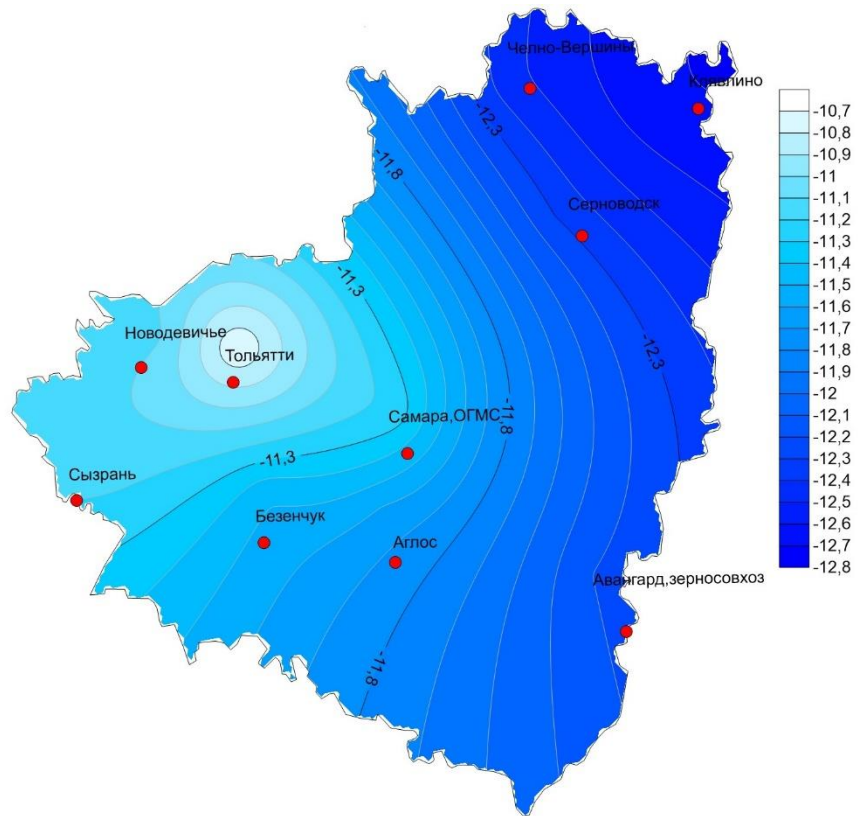 Челно-Вершины
Клявлино
-12,3
-11,8
Серноводск
-11,3
Новодевичье
Тольятти
-12,3
Самара,ОГМС
-11,8
-11,3
Сызрань
Безенчук
Аглос
Авангард,зерносовхоз
-11,8
-10,7
-10,8
-10,9
-11
-11,1
-11,2
-11,3
-11,4
-11,5
-11,6
-11,7
-11,8
-11,9
-12
-12,1
-12,2
-12,3
-12,4
-12,5
-12,6
-12,7
-12,8